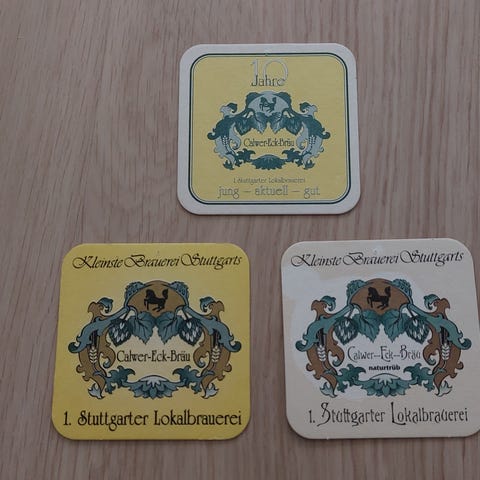 10
Jahre
Calwer-Eck-Bräu
1. Stuttgarter Lokalbrauerei
jung – aktuell – gut
Kleinste Brauerei Stuttgarts
Calwer-Eck-Bräu
1. Stuttgarter Lokalbrauerei
Kleinste Brauerei Stuttgarts
Calwer-Eck-Bräu
naturtrüb
1. Stuttgarter Lokalbrauerei